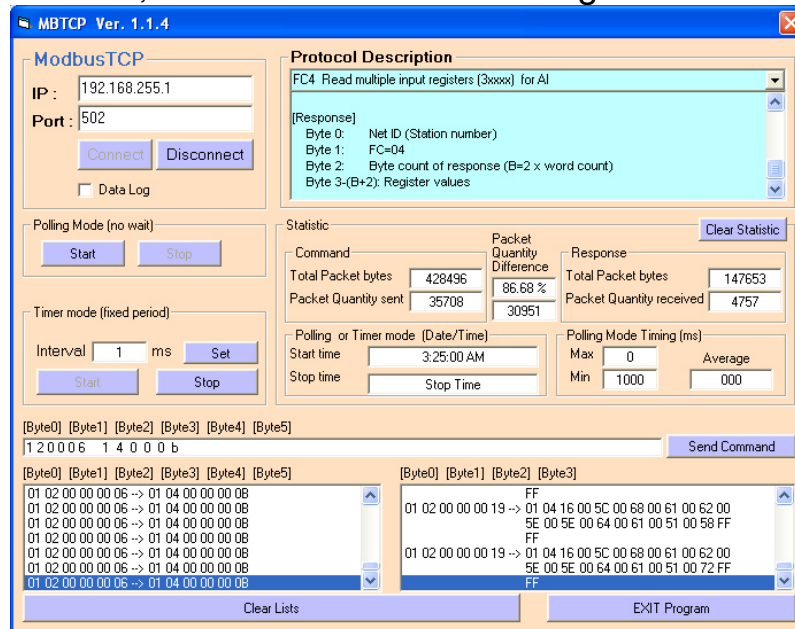 MBTCP Ver. 1.1.4
ModbusTCP
IP : 192.168.255.1
Port : 502
Connect Disconnect
Data Log
Protocol Description
FC4 Read multiple input registers (3xxxx) for AI
[Response]
Byte 0: Net ID (Station number)
Byte 1: FC=04
Byte 2: Byte count of response (B=2 x word count)
Byte 3-(B+2): Register values
Polling Mode (no wait)
Start Stop
Timer mode (fixed period)
Interval 1 ms Set
Start Stop
Statistic
Clear Statistic
Command
Total Packet bytes 428496
Packet Quantity sent 35708
Packet
Quantity
Difference
86.68 %
30951
Response
Total Packet bytes 147653
Packet Quantity received 4757
Polling or Timer mode (Date/Time)
Start time 3:25:00 AM
Stop time Stop Time
Polling Mode Timing (ms)
Max 0 Average
Min 1000 000
[Byte0] [Byte1] [Byte2] [Byte3] [Byte4] [Byte5]
1 2 0 0 0 6 1 4 0 0 0 b
Send Command
[Byte0] [Byte1] [Byte2] [Byte3] [Byte4] [Byte5]
01 02 00 00 00 06 --> 01 04 00 00 00 0B
01 02 00 00 00 06 --> 01 04 00 00 00 0B
01 02 00 00 00 06 --> 01 04 00 00 00 0B
01 02 00 00 00 06 --> 01 04 00 00 00 0B
01 02 00 00 00 06 --> 01 04 00 00 00 0B
01 02 00 00 00 06 --> 01 04 00 00 00 0B
01 02 00 00 00 06 --> 01 04 00 00 00 0B
[Byte0] [Byte1] [Byte2] [Byte3]
FF
01 02 00 00 00 19 --> 01 04 16 00 5C 00 68 00 61 00 62 00
5E 00 5E 00 64 00 61 00 51 00 58 FF
FF
01 02 00 00 00 19 --> 01 04 16 00 5C 00 68 00 61 00 62 00
5E 00 5E 00 64 00 61 00 51 00 72 FF
FF
Clear Lists
EXIT Program